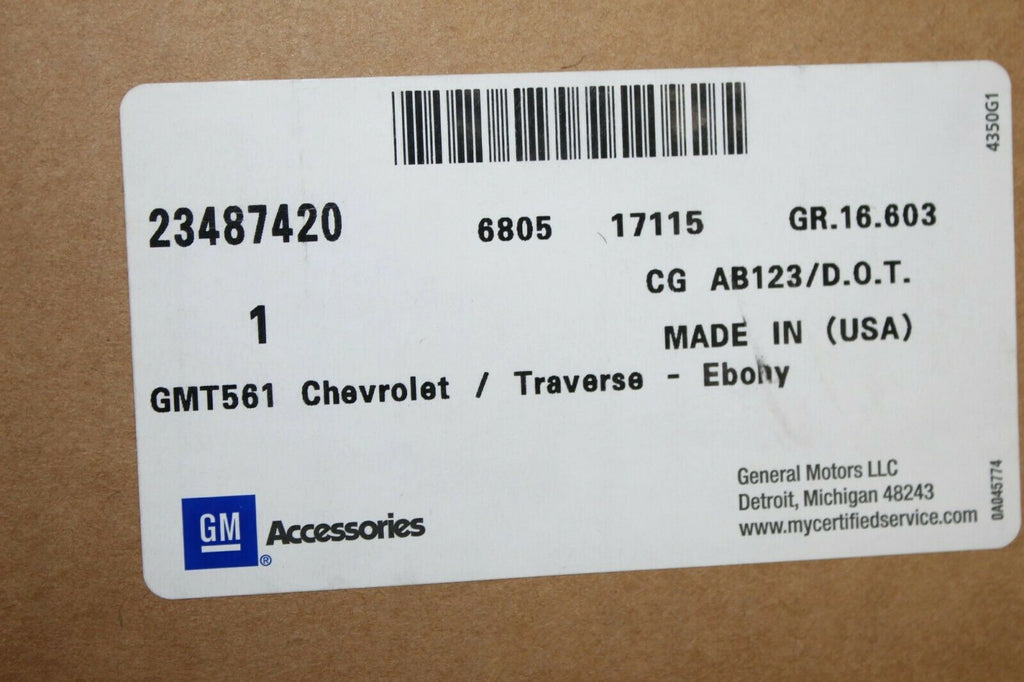 4350G1
23487420 6805 17115 GR.16.603
CG AB123/D.O.T.
1
MADE IN (USA)
GMT561 Chevrolet / Traverse - Ebony
General Motors LLC
Detroit, Michigan 48243
www.mycertifiedservice.com
0A045774
GM ® Accessories